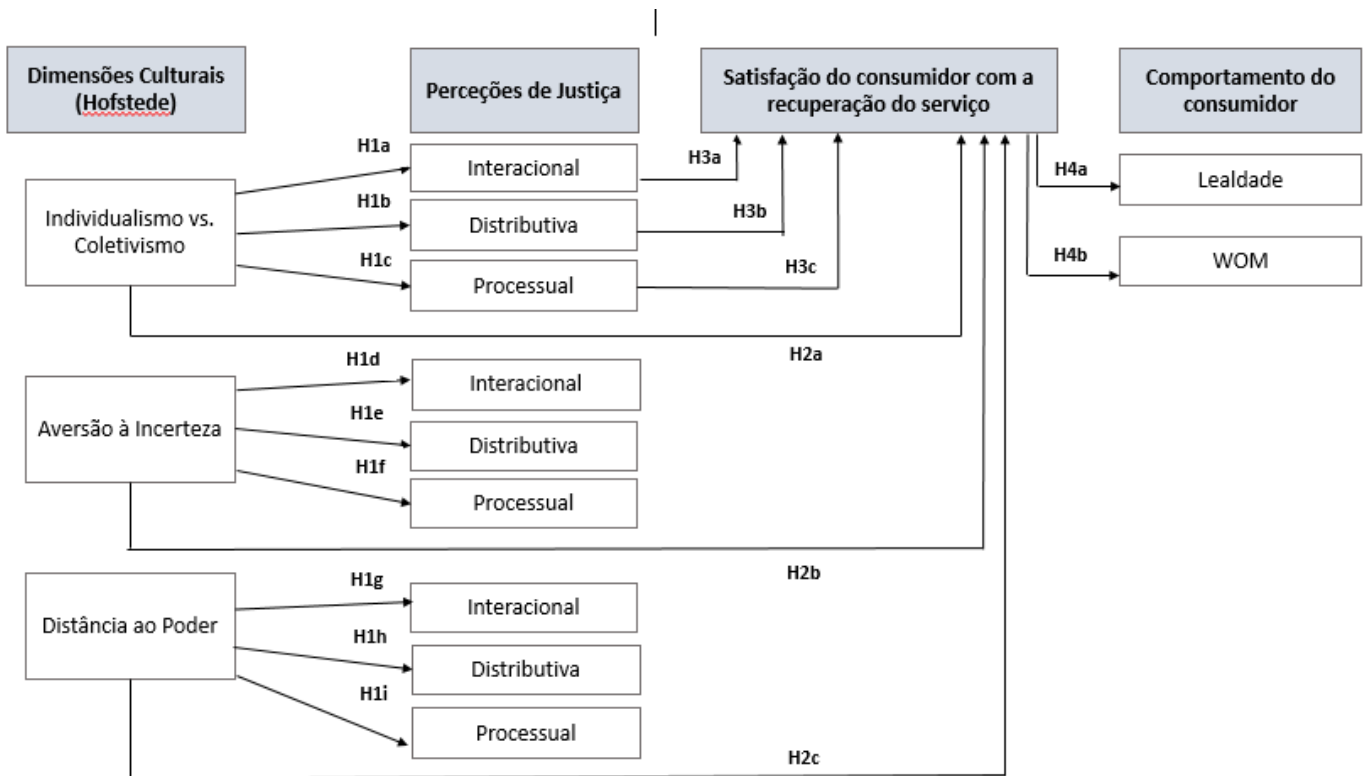 Dimensões Culturais
(Hofstede)
Perceções de Justiça
Satisfação do consumidor com a
recuperação do serviço
Comportamento do
consumidor
Individualismo vs.
Coletivismo
H1a
H1b
H1c
Interacional
Distributiva
Processual
H3a
H3b
H3c
H4a
H4b
Lealdade
WOM
H2a
Aversão à Incerteza
H1d
H1e
H1f
Interacional
Distributiva
Processual
H2b
Distância ao Poder
H1g
H1h
H1i
Interacional
Distributiva
Processual
H2c